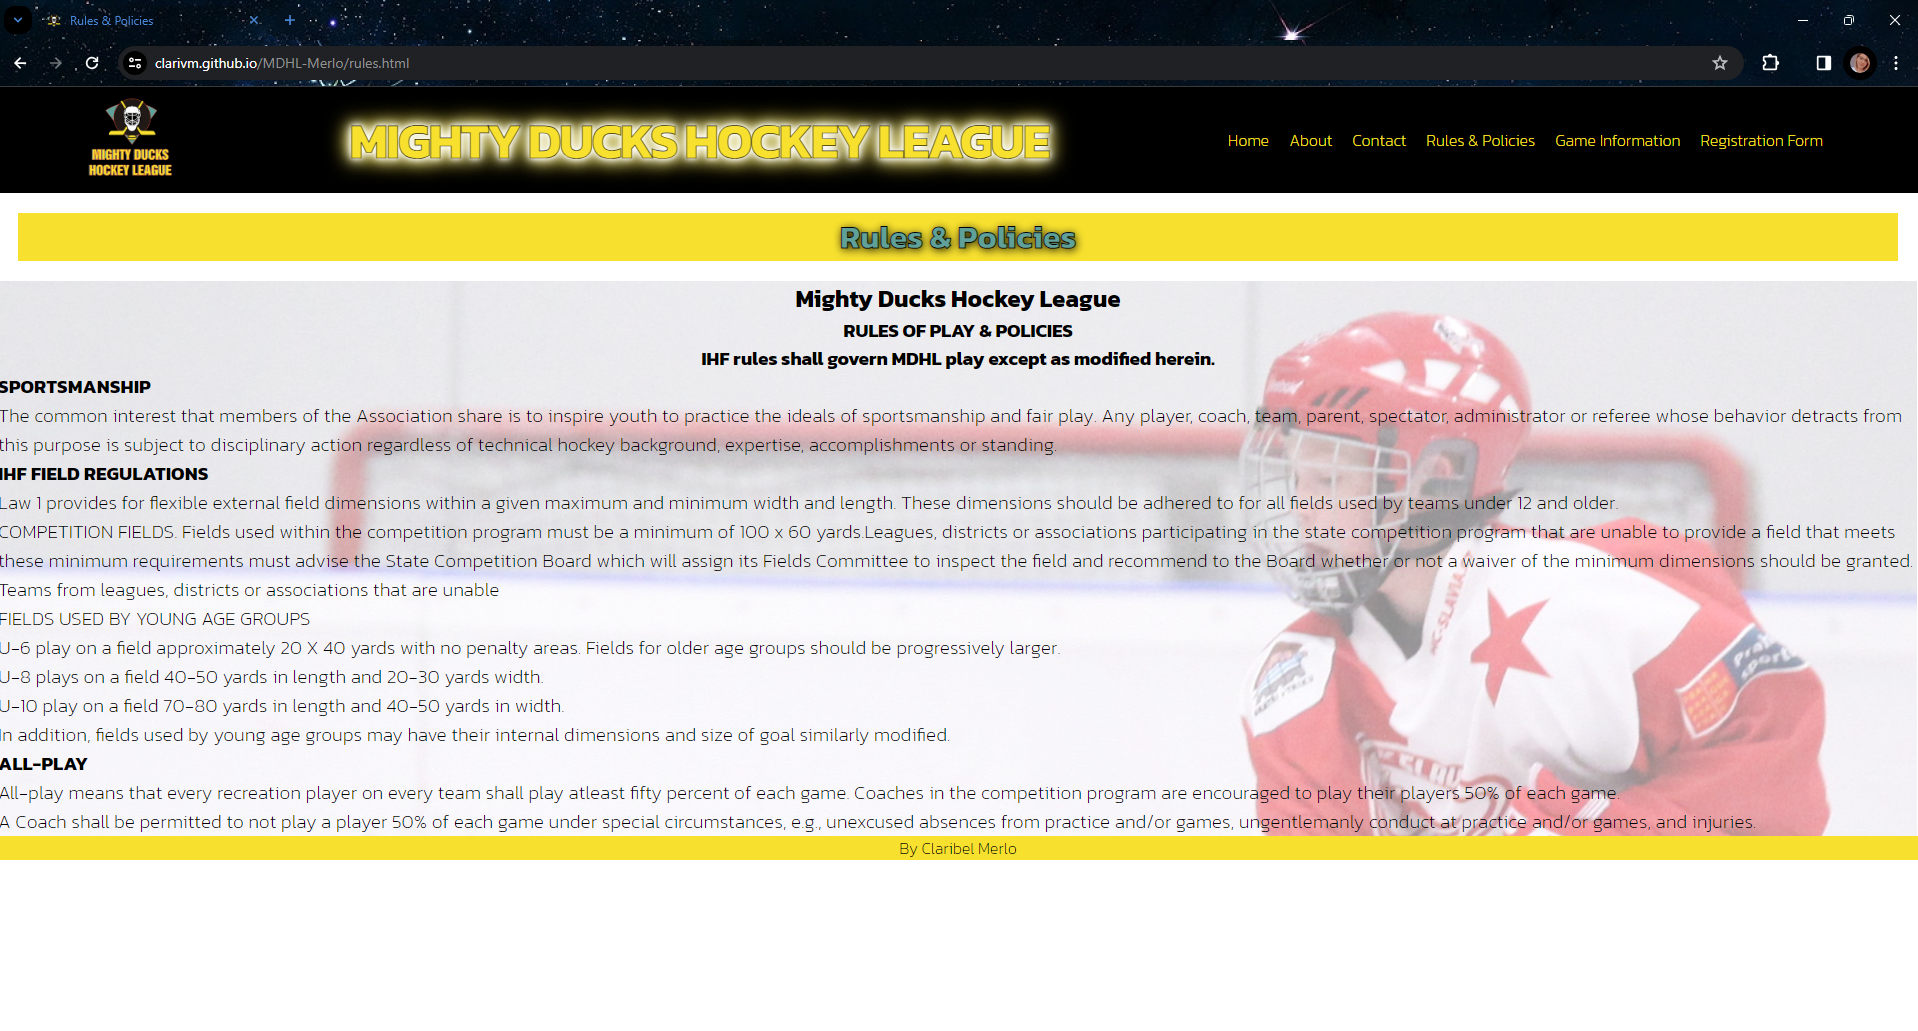 Rules & Policies
clarivm.github.io/MDHL-Merlo/rules.html
MIGHTY DUCKS
HOCKEY LEAGUE
MIGHTY DUCKS HOCKEY LEAGUE
Home About Contact Rules & Policies Game Information Registration Form
Rules & Policies
Mighty Ducks Hockey League
RULES OF PLAY & POLICIES
IHF rules shall govern MDHL play except as modified herein.
SPORTSMANSHIP
The common interest that members of the Association share is to inspire youth to practice the ideals of sportsmanship and fair play. Any player, coach, team, parent, spectator, administrator or referee whose behavior detracts from
this purpose is subject to disciplinary action regardless of technical hockey background, expertise, accomplishments or standing.
IHF FIELD REGULATIONS
Law 1 provides for flexible external field dimensions within a given maximum and minimum width and length. These dimensions should be adhered to for all fields used by teams under 12 and older.
COMPETITION FIELDS. Fields used within the competition program must be a minimum of 100 x 60 yards.Leagues, districts or associations participating in the state competition program that are unable to provide a field that meets
these minimum requirements must advise the State Competition Board which will assign its Fields Committee to inspect the field and recommend to the Board whether or not a waiver of the minimum dimensions should be granted.
Teams from leagues, districts or associations that are unable
FIELDS USED BY YOUNG AGE GROUPS
U-6 play on a field approximately 20 X 40 yards with no penalty areas. Fields for older age groups should be progressively larger.
U-8 plays on a field 40-50 yards in length and 20-30 yards width.
U-10 play on a field 70-80 yards in length and 40-50 yards in width.
In addition, fields used by young age groups may have their internal dimensions and size of goal similarly modified.
ALL-PLAY
All-play means that every recreation player on every team shall play atleast fifty percent of each game. Coaches in the competition program are encouraged to play their players 50% of each game.
A Coach shall be permitted to not play a player 50% of each game under special circumstances, e.g., unexcused absences from practice and/or games, ungentlemanly conduct at practice and/or games, and injuries.
HC-SLAVIA
By Claribel Merlo